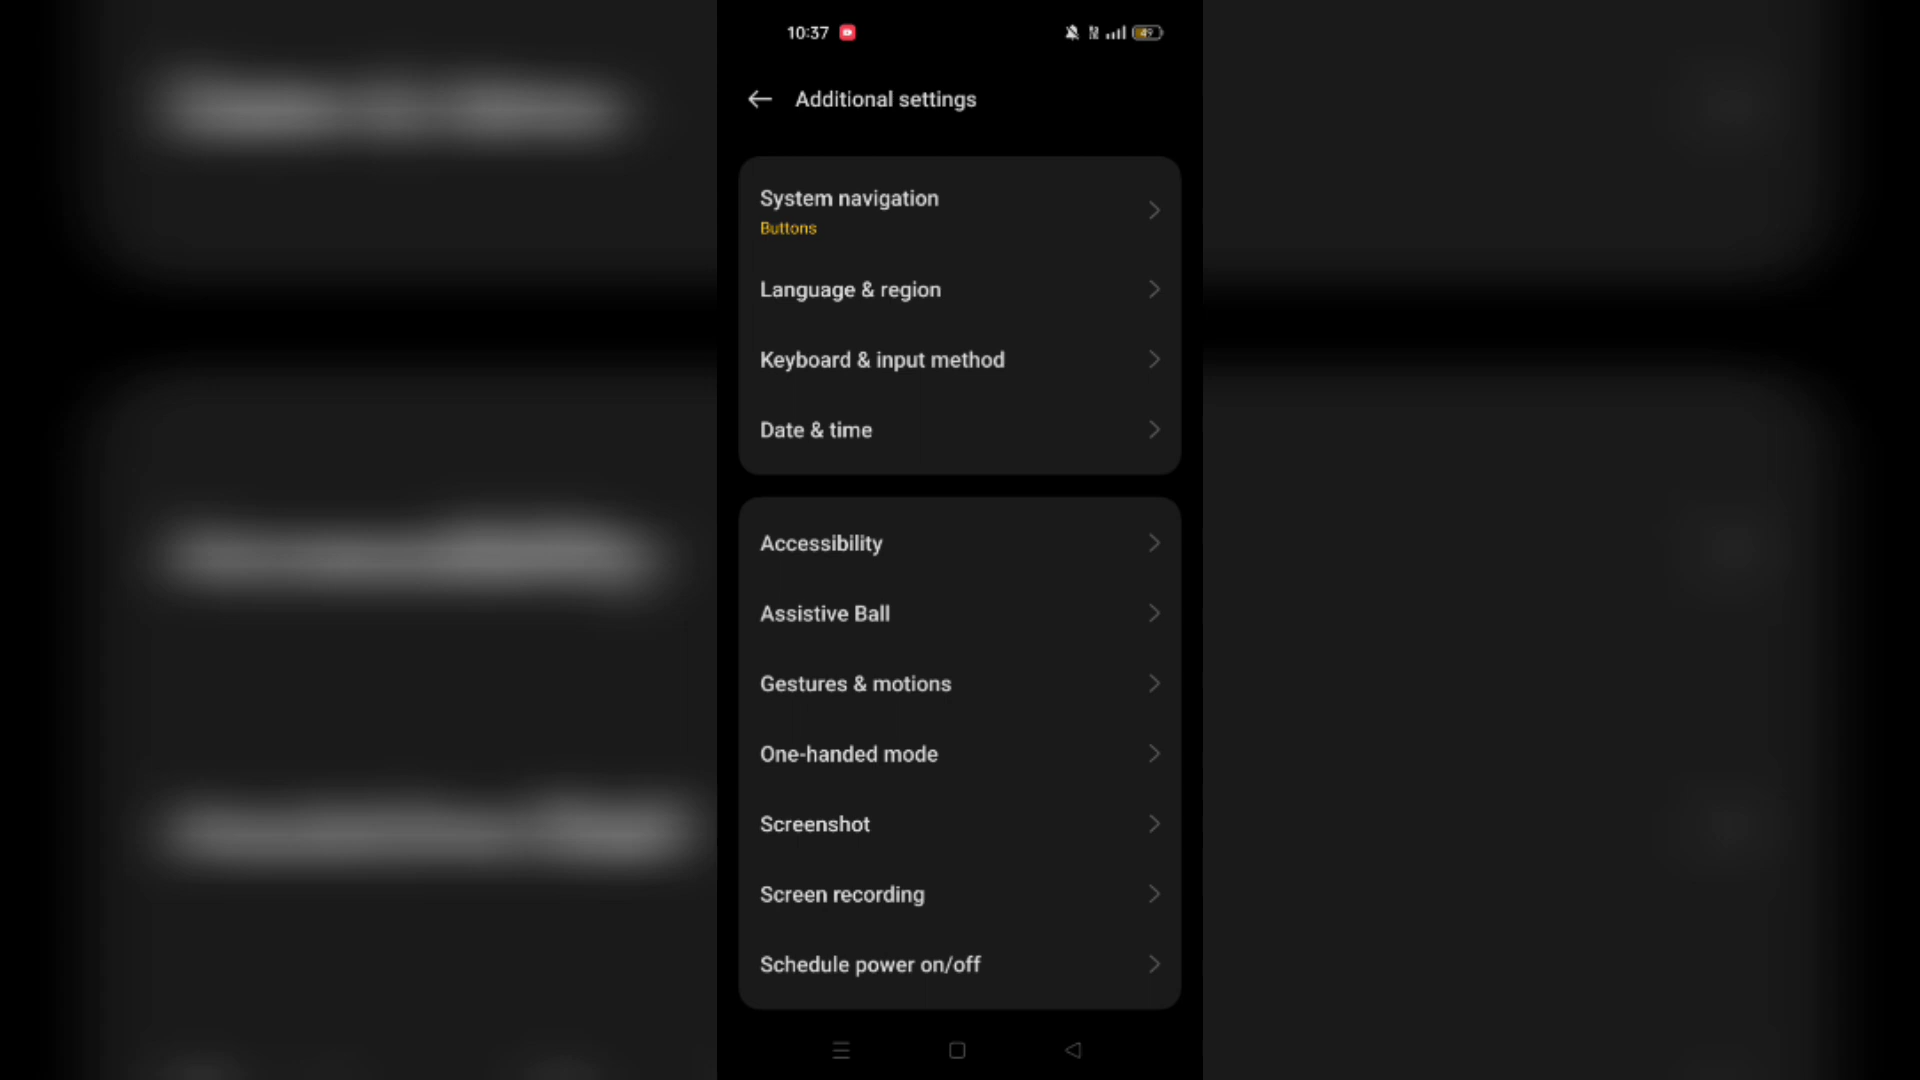 10:37
49
Additional settings
System navigation
Buttons
Language & region
Keyboard & input method
Date & time
Accessibility
Assistive Ball
Gestures & motions
One-handed mode
Screenshot
Screen recording
Schedule power on/off